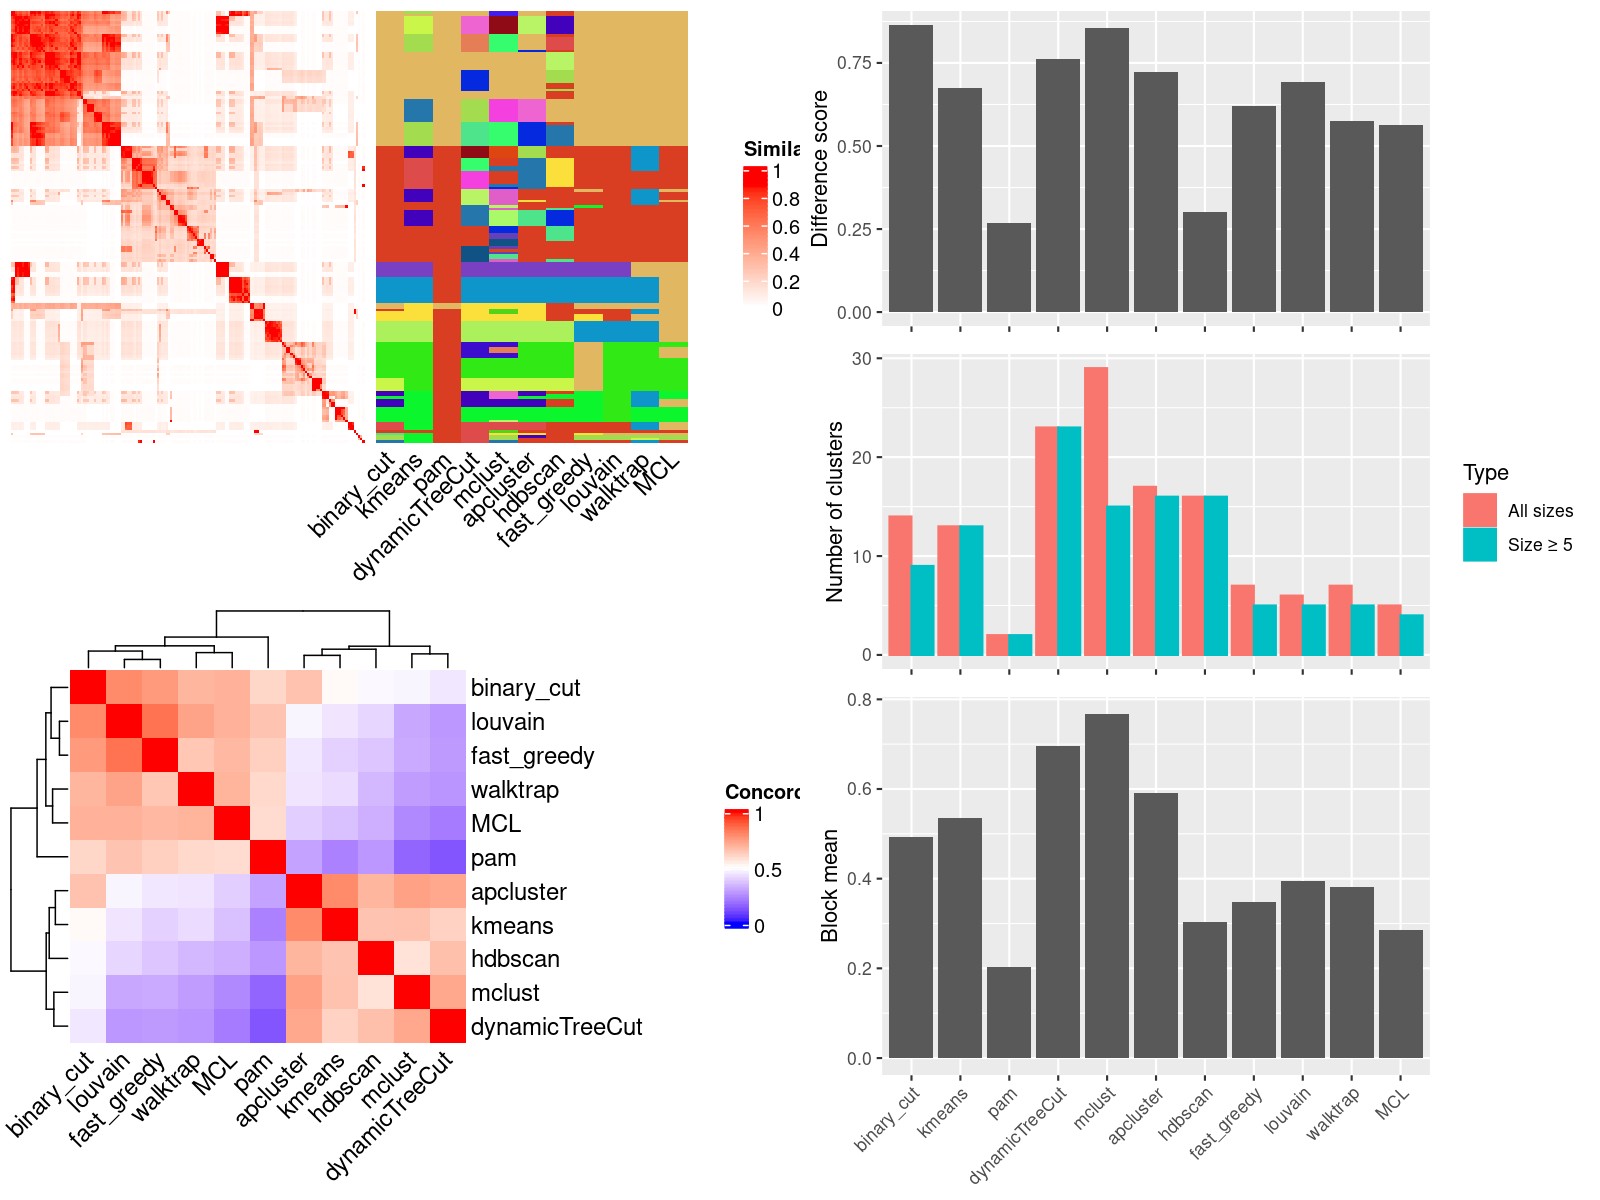 Simila
1
0.8
0.6
0.4
0.2
0
binary_cut
kmeans
pam
dynamicTreeCut
mclust
apcluster
hdbscan
fast_greedy
louvain
walktrap
MCL
binary_cut
louvain
fast_greedy
walktrap
MCL
pam
apcluster
kmeans
hdbscan
mclust
dynamicTreeCut
binary_cut
louvain
fast_greedy
walktrap
MCL
pam
apcluster
kmeans
hdbscan
mclust
dynamicTreeCut
Concor
1
0.5
0
Difference score
0.75
0.50
0.25
0.00
Number of clusters
30
20
10
0
Type
All sizes
Size ≥ 5
Block mean
0.8
0.6
0.4
0.2
0.0
binary_cut
kmeans
pam
dynamicTreeCut
mclust
apcluster
hdbscan
fast_greedy
louvain
walktrap
MCL